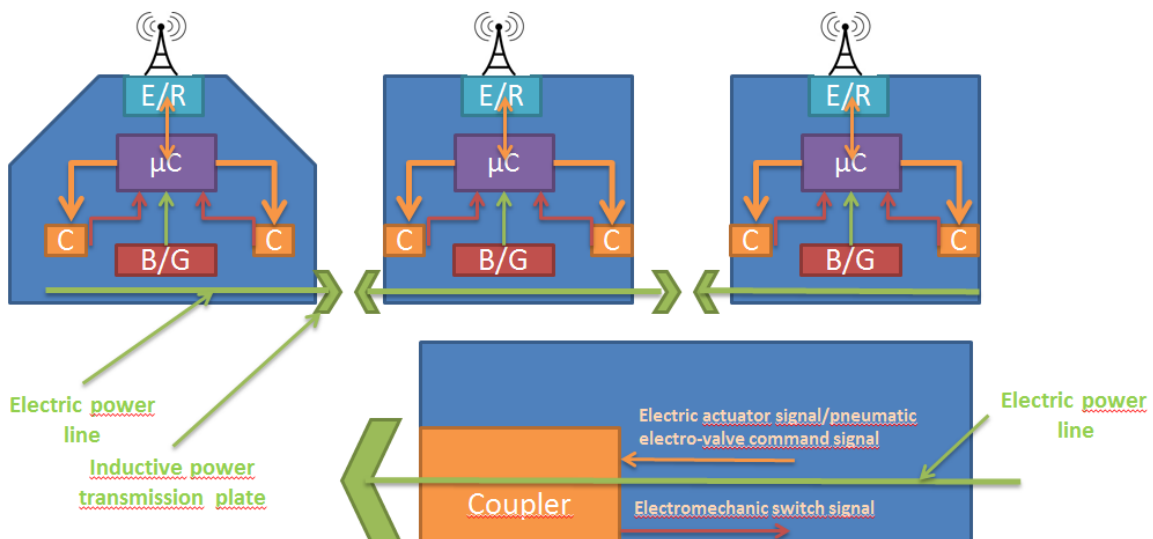 E/R
E/R
E/R
µC
µC
µC
C
C
C
C
C
C
B/G
B/G
B/G
Electric power
line
Inductive power
transmission plate
Electric actuator signal/pneumatic
electro-valve command signal
Electric power
line
Coupler
Electromechanic switch signal